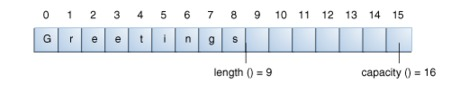 0 1 2 3 4 5 6 7 8 9 10 11 12 13 14 15
G r e e t i n g s
length () = 9 capacity () = 16